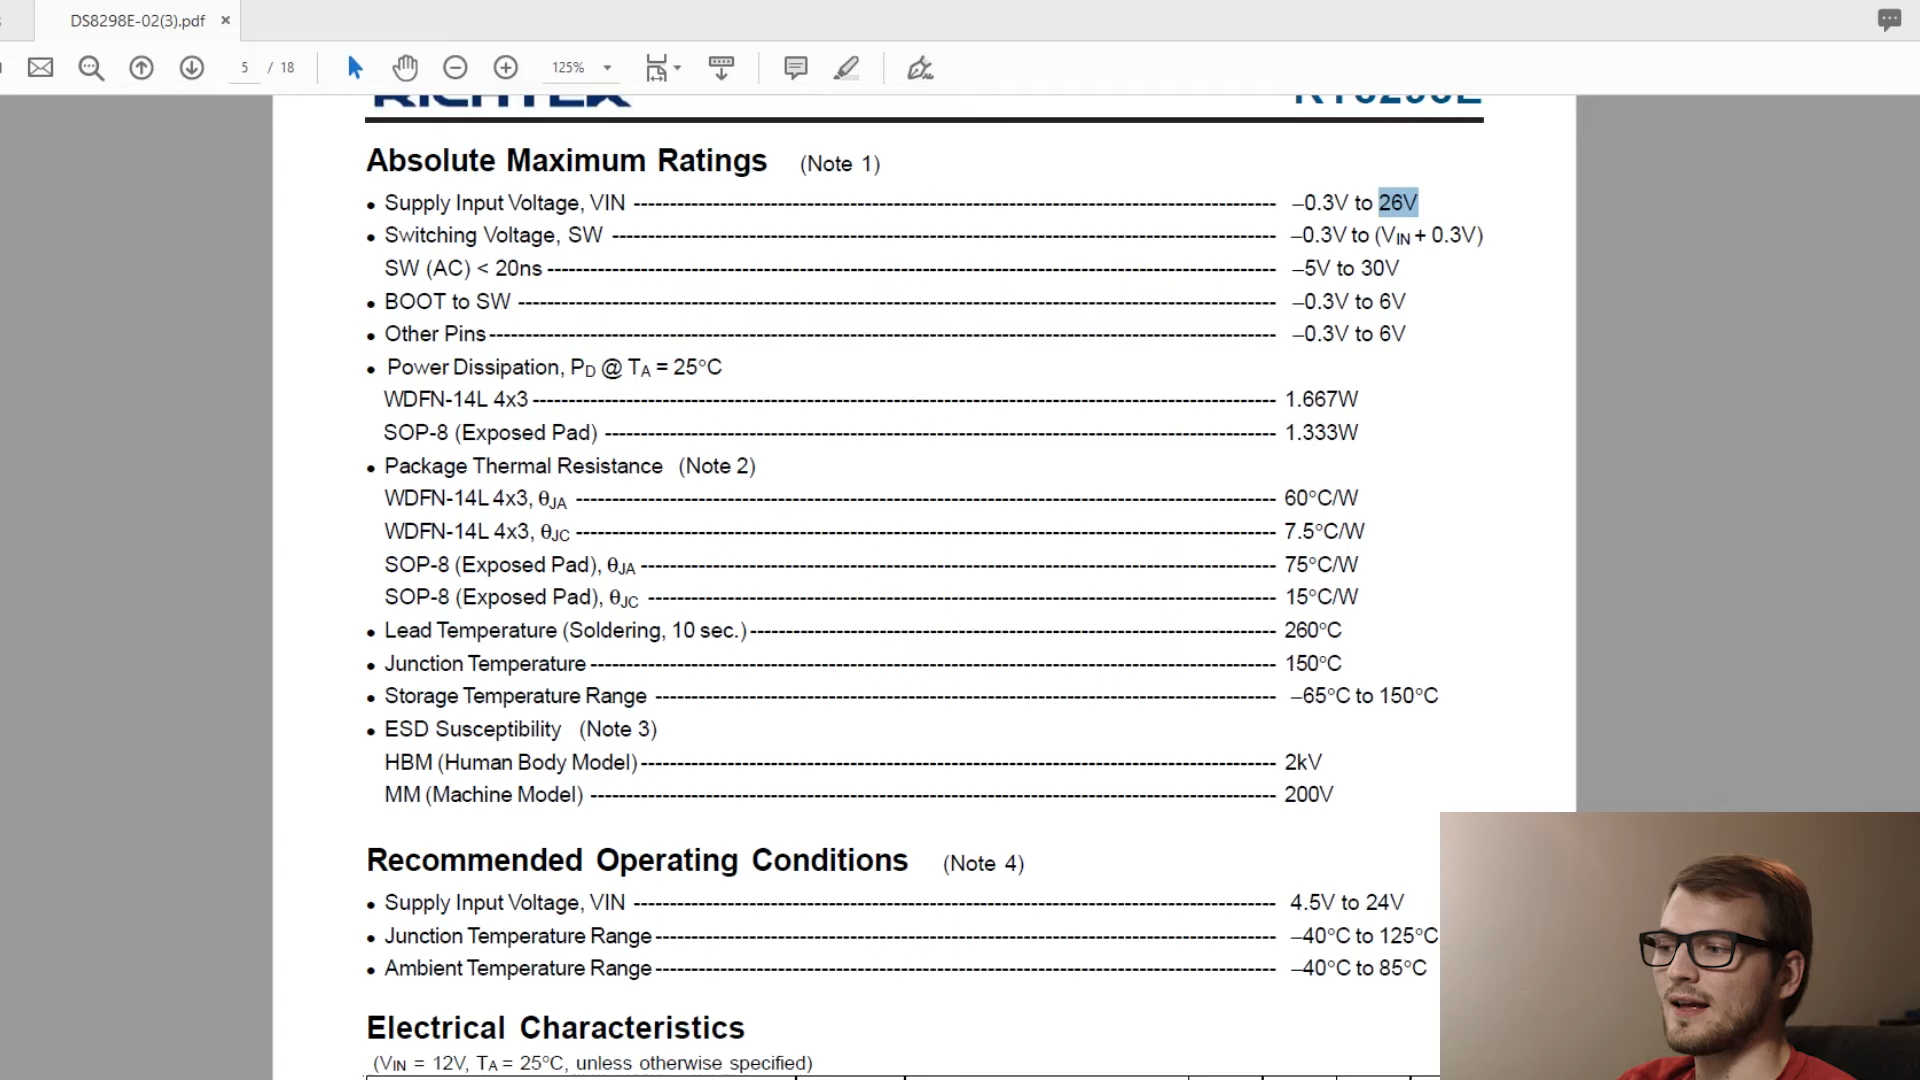 DS8298E-02(3).pdf ×
5 / 18 125%
RICHTEK RT8298E
Absolute Maximum Ratings (Note 1)
• Supply Input Voltage, VIN –0.3V to 26V
• Switching Voltage, SW –0.3V to (VIN + 0.3V)
SW (AC) < 20ns –5V to 30V
• BOOT to SW –0.3V to 6V
• Other Pins –0.3V to 6V
• Power Dissipation, PD @ TA = 25°C
WDFN-14L 4x3 1.667W
SOP-8 (Exposed Pad) 1.333W
• Package Thermal Resistance (Note 2)
WDFN-14L 4x3, θJA 60°C/W
WDFN-14L 4x3, θJC 7.5°C/W
SOP-8 (Exposed Pad), θJA 75°C/W
SOP-8 (Exposed Pad), θJC 15°C/W
• Lead Temperature (Soldering, 10 sec.) 260°C
• Junction Temperature 150°C
• Storage Temperature Range –65°C to 150°C
• ESD Susceptibility (Note 3)
HBM (Human Body Model) 2kV
MM (Machine Model) 200V
Recommended Operating Conditions (Note 4)
• Supply Input Voltage, VIN 4.5V to 24V
• Junction Temperature Range –40°C to 125°C
• Ambient Temperature Range –40°C to 85°C
Electrical Characteristics
(VIN = 12V, TA = 25°C, unless otherwise specified)